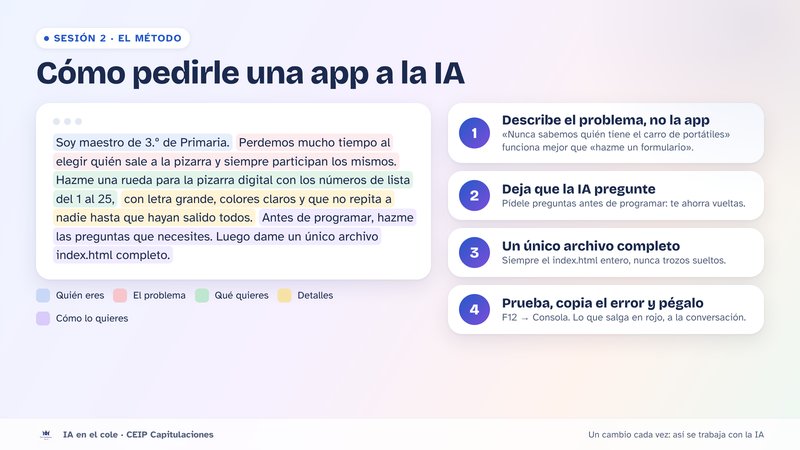 SESIÓN 2 · EL MÉTODO
Cómo pedirle una app a la IA
Soy maestro de 3.º de Primaria. Perdemos mucho tiempo al
elegir quién sale a la pizarra y siempre participan los mismos.
Hazme una rueda para la pizarra digital con los números de lista
del 1 al 25, con letra grande, colores claros y que no repita a
nadie hasta que hayan salido todos. Antes de programar, hazme
las preguntas que necesites. Luego dame un único archivo
index.html completo.
Quién eres El problema Qué quieres Detalles
Cómo lo quieres
1 Describe el problema, no la app
«Nunca sabemos quién tiene el carro de portátiles»
funciona mejor que «hazme un formulario».
2 Deja que la IA pregunte
Pídele preguntas antes de programar: te ahorra vueltas.
3 Un único archivo completo
Siempre el index.html entero, nunca trozos sueltos.
4 Prueba, copia el error y pégalo
F12 → Consola. Lo que salga en rojo, a la conversación.
IA en el cole · CEIP Capitulaciones
Un cambio cada vez: así se trabaja con la IA